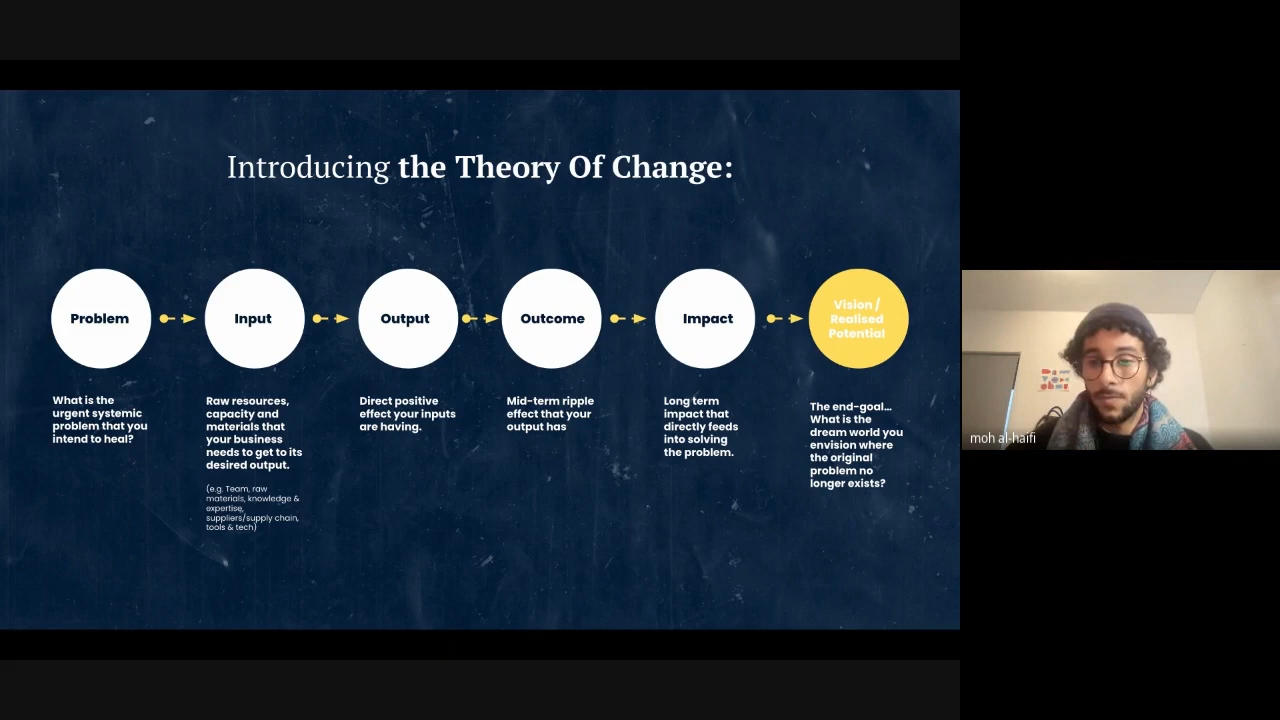 Introducing the Theory Of Change:
Problem
Input
Output
Outcome
Impact
Vision /
Realised
Potential
What is the
urgent systemic
problem that you
intend to heal?
Raw resources,
capacity and
materials that
your business
needs to get to its
desired output.
(e.g. Team, raw
materials, knowledge &
expertise,
suppliers/supply chain,
tools & tech)
Direct positive
effect your inputs
are having.
Mid-term ripple
effect that your
output has
Long term
impact that
directly feeds
into solving
the problem.
The end-goal...
What is the
dream world you
envision where
the original
problem no
longer exists?
moh al-haifi